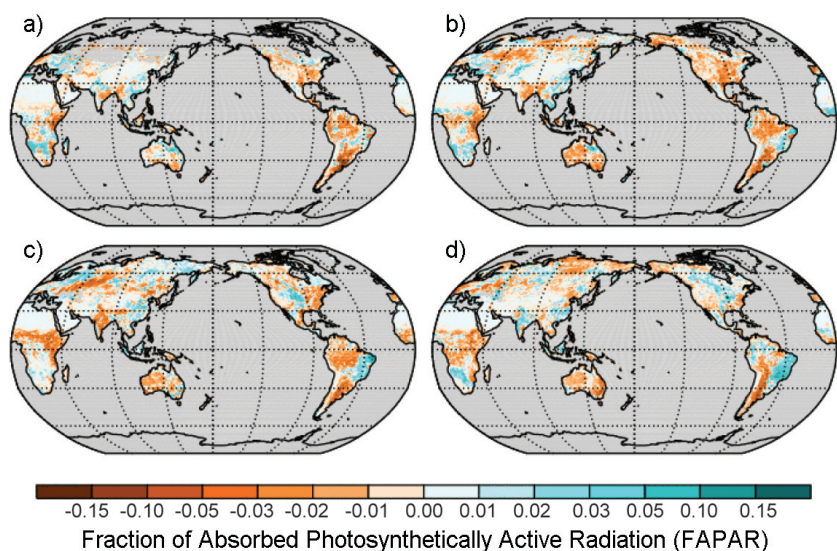 a)
b)
c)
d)
-0.15 -0.10 -0.05 -0.03 -0.02 -0.01 0.00 0.01 0.02 0.03 0.05 0.10 0.15
Fraction of Absorbed Photosynthetically Active Radiation (FAPAR)